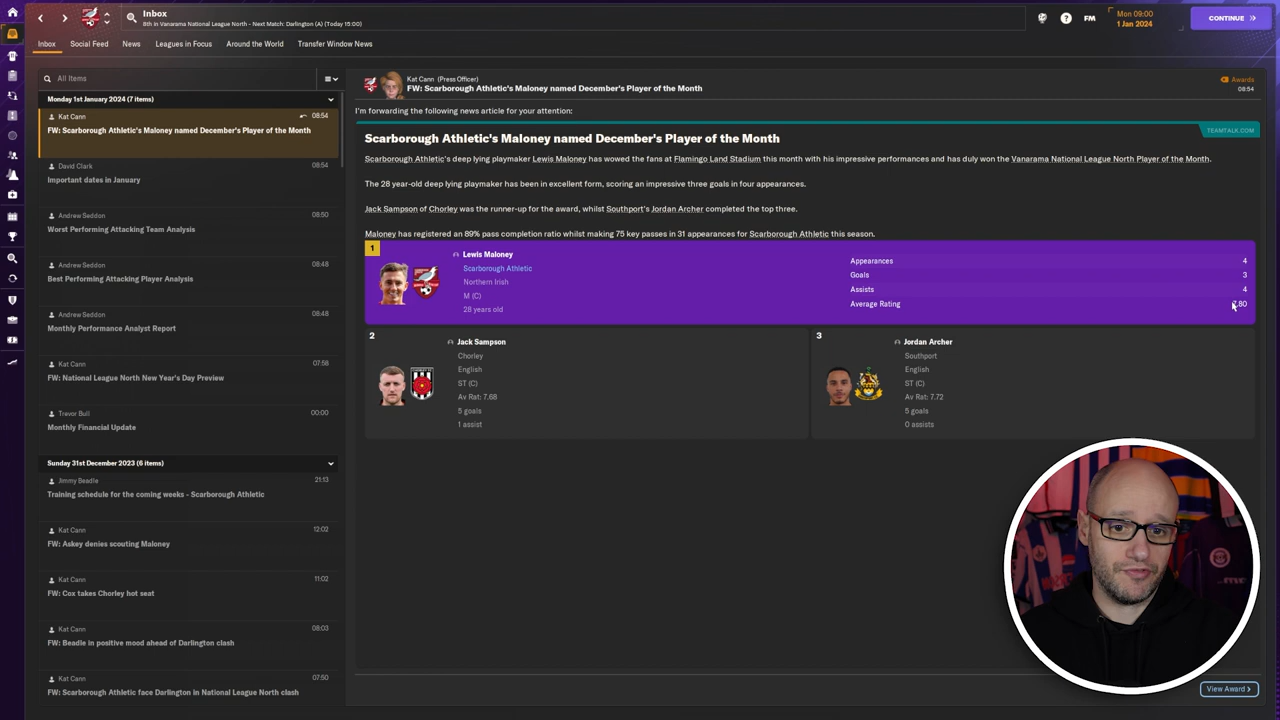 Inbox
8th in Vanarama National League North - Next Match: Darlington (A) (Today 15:00)
FM
Mon 09:00
1 Jan 2024
CONTINUE
Inbox
Social Feed
News
Leagues in Focus
Around the World
Transfer Window News
All Items
Monday 1st January 2024 (7 items)
Kat Cann
08:54
FW: Scarborough Athletic's Maloney named December's Player of the Month
David Clark
08:54
Important dates in January
Andrew Seddon
08:50
Worst Performing Attacking Team Analysis
Andrew Seddon
08:48
Best Performing Attacking Player Analysis
Andrew Seddon
08:48
Monthly Performance Analyst Report
Kat Cann
07:58
FW: National League North New Year's Day Preview
Trevor Bull
00:00
Monthly Financial Update
Sunday 31st December 2023 (6 items)
Jimmy Beadle
21:13
Training schedule for the coming weeks - Scarborough Athletic
Kat Cann
12:02
FW: Askey denies scouting Maloney
Kat Cann
11:02
FW: Cox takes Chorley hot seat
Kat Cann
08:03
FW: Beadle in positive mood ahead of Darlington clash
Kat Cann
07:50
FW: Scarborough Athletic face Darlington in National League North clash
Kat Cann (Press Officer)
FW: Scarborough Athletic's Maloney named December's Player of the Month
Awards
08:54
I'm forwarding the following news article for your attention:
TEAMTALK.COM
Scarborough Athletic's Maloney named December's Player of the Month
Scarborough Athletic's deep lying playmaker Lewis Maloney has wowed the fans at Flamingo Land Stadium this month with his impressive performances and has duly won the Vanarama National League North Player of the Month.
The 28 year-old deep lying playmaker has been in excellent form, scoring an impressive three goals in four appearances.
Jack Sampson of Chorley was the runner-up for the award, whilst Southport's Jordan Archer completed the top three.
Maloney has registered an 89% pass completion ratio whilst making 75 key passes in 31 appearances for Scarborough Athletic this season.
1
Lewis Maloney
Scarborough Athletic
Northern Irish
M (C)
28 years old
Appearances 4
Goals 3
Assists 4
Average Rating
2
Jack Sampson
Chorley
English
ST (C)
Av Rat: 7.68
5 goals
1 assist
3
Jordan Archer
Southport
English
ST (C)
Av Rat: 7.72
5 goals
0 assists
View Award